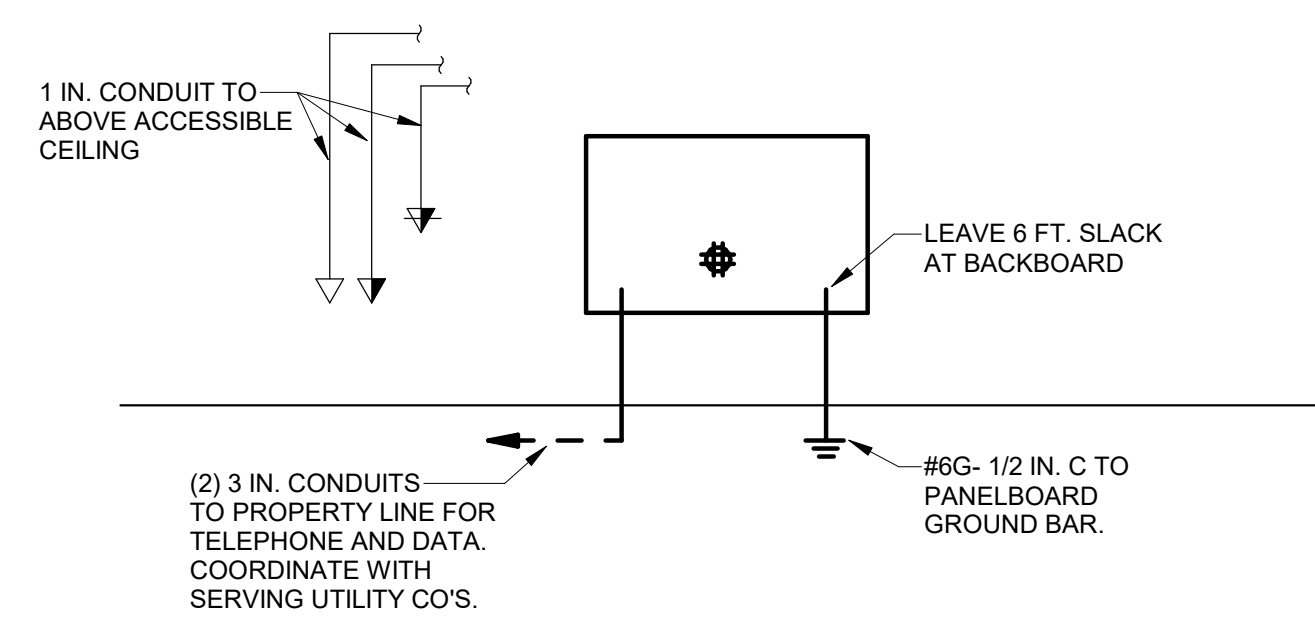 1 IN. CONDUIT TO
ABOVE ACCESSIBLE
CEILING
LEAVE 6 FT. SLACK
AT BACKBOARD
(2) 3 IN. CONDUITS
TO PROPERTY LINE FOR
TELEPHONE AND DATA.
COORDINATE WITH
SERVING UTILITY CO'S.
#6G- 1/2 IN. C TO
PANELBOARD
GROUND BAR.